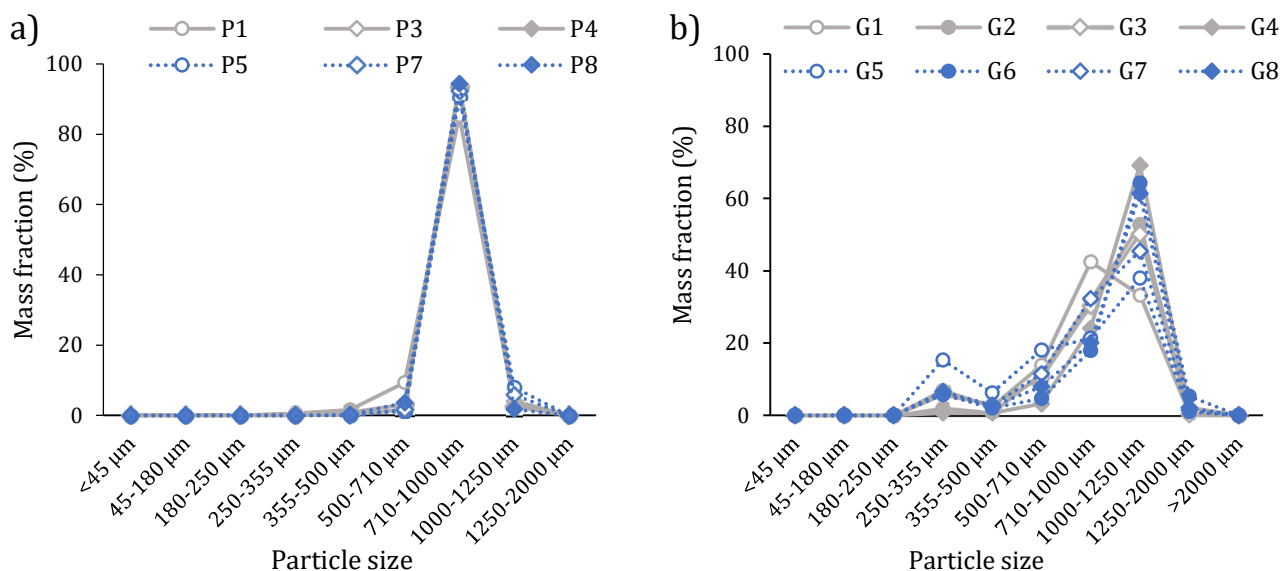 a)
P1 P3 P4
P5 P7 P8
100
80
60
40
20
0
Mass fraction (%)
<45 μm
45-180 μm
180-250 μm
250-355 μm
355-500 μm
500-710 μm
710-1000 μm
1000-1250 μm
1250-2000 μm
Particle size
b)
G1 G2 G3 G4
G5 G6 G7 G8
100
80
60
40
20
0
Mass fraction (%)
<45 μm
45-180 μm
180-250 μm
250-355 μm
355-500 μm
500-710 μm
710-1000 μm
1000-1250 μm
1250-2000 μm
>2000 μm
Particle size